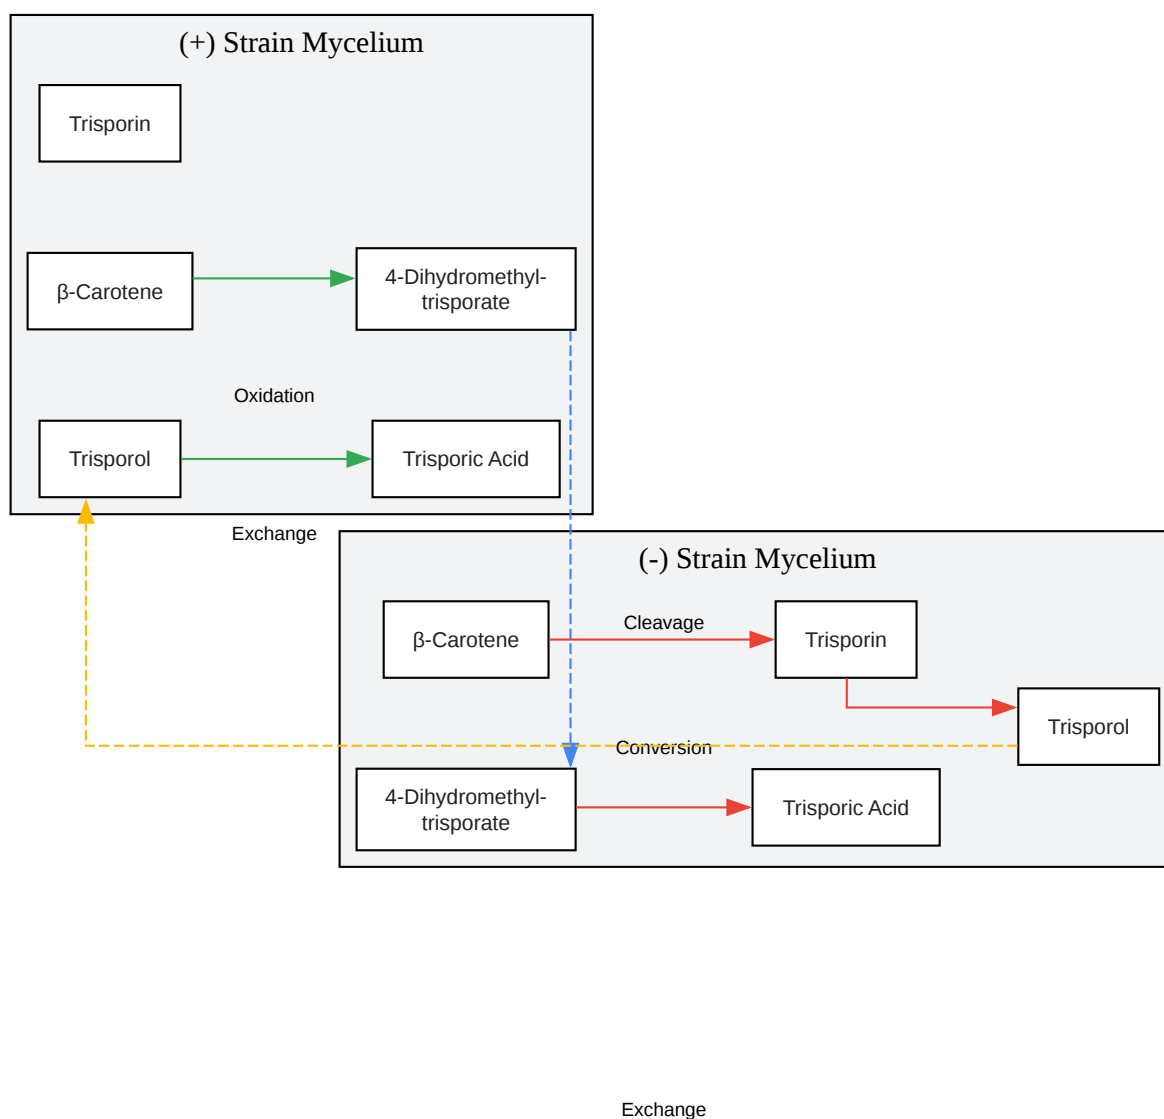 (+) Strain Mycelium
Trisporin
β-Carotene
4-Dihydromethyl-
trisporate
Oxidation
Trisporol
Trisporic Acid
Exchange
(-) Strain Mycelium
β-Carotene
Cleavage
Trisporin
Trisporol
Conversion
4-Dihydromethyl-
trisporate
Trisporic Acid
Exchange